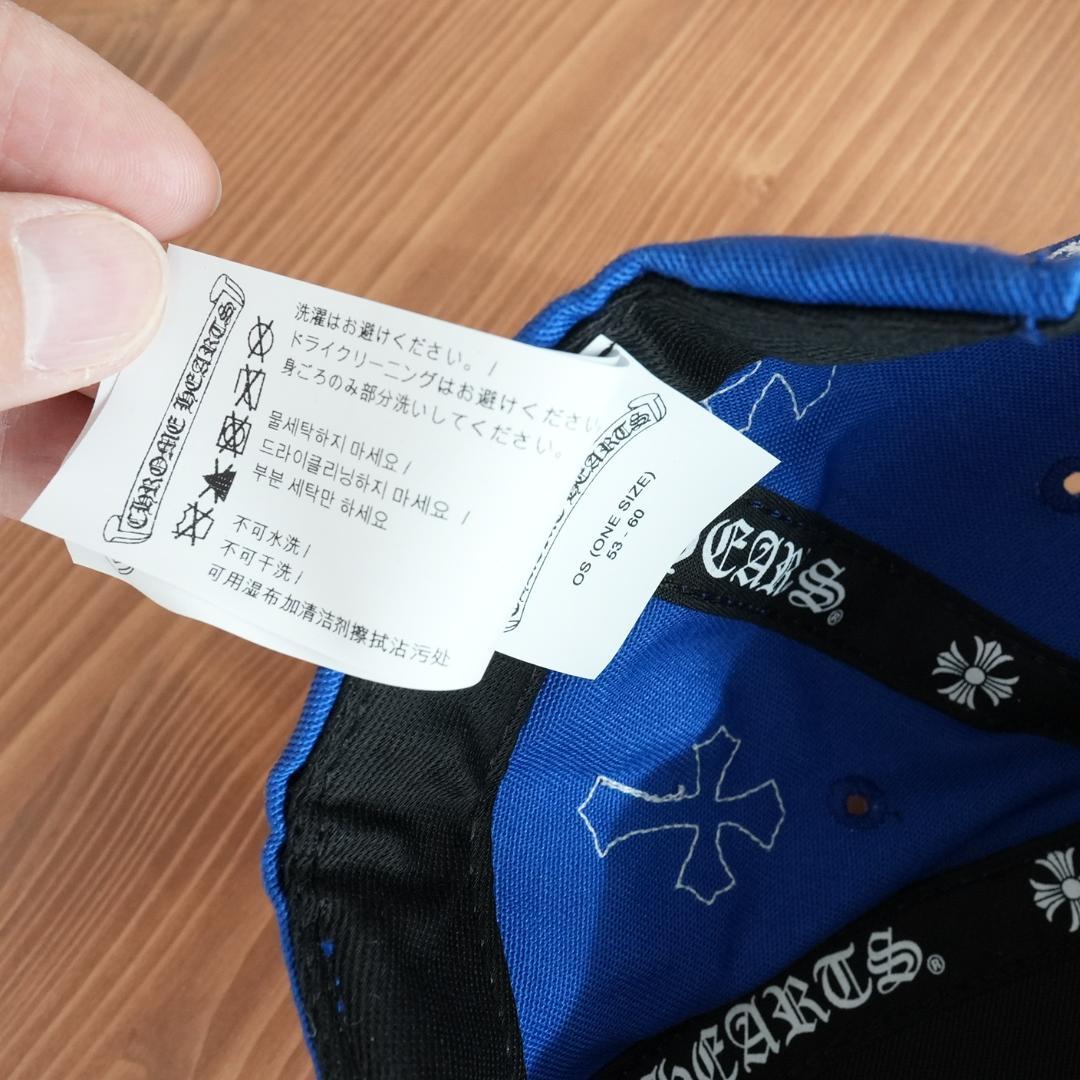 CHROME HEARTS
洗濯はお避けください。/
ドライクリーニングはお避けください
身ごろのみ部分洗いしてください。
물세탁하지 마세요 /
드라이클리닝하지 마세요 /
부분 세탁만 하세요
不可水洗/
不可干洗/
可用湿布加清洁剂擦拭沾污处
HEARTS
OS (ONE SIZE)
53 - 60
EARS®
HEARTS®